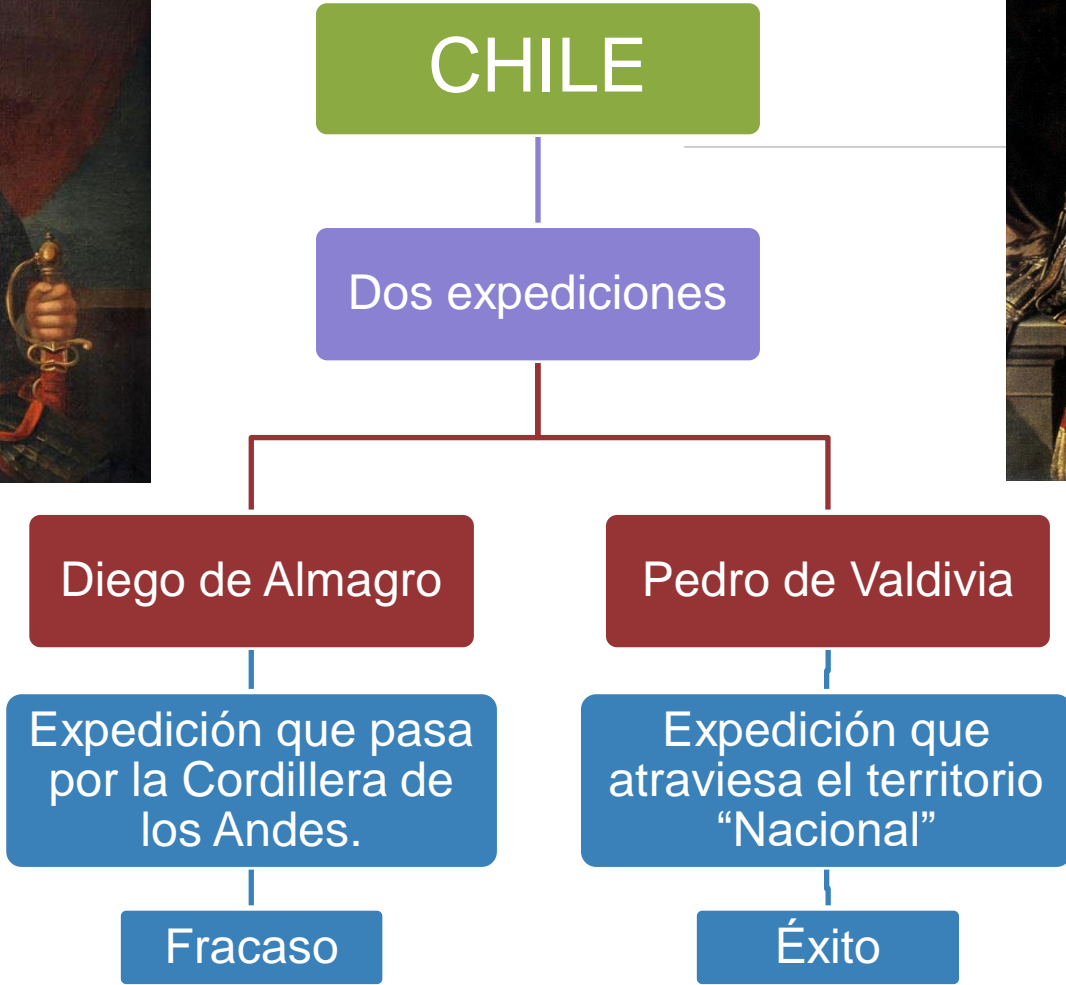 CHILE
Dos expediciones
Diego de Almagro
Pedro de Valdivia
Expedición que pasa
por la Cordillera de
los Andes.
Expedición que
atraviesa el territorio
“Nacional”
Fracaso
Éxito